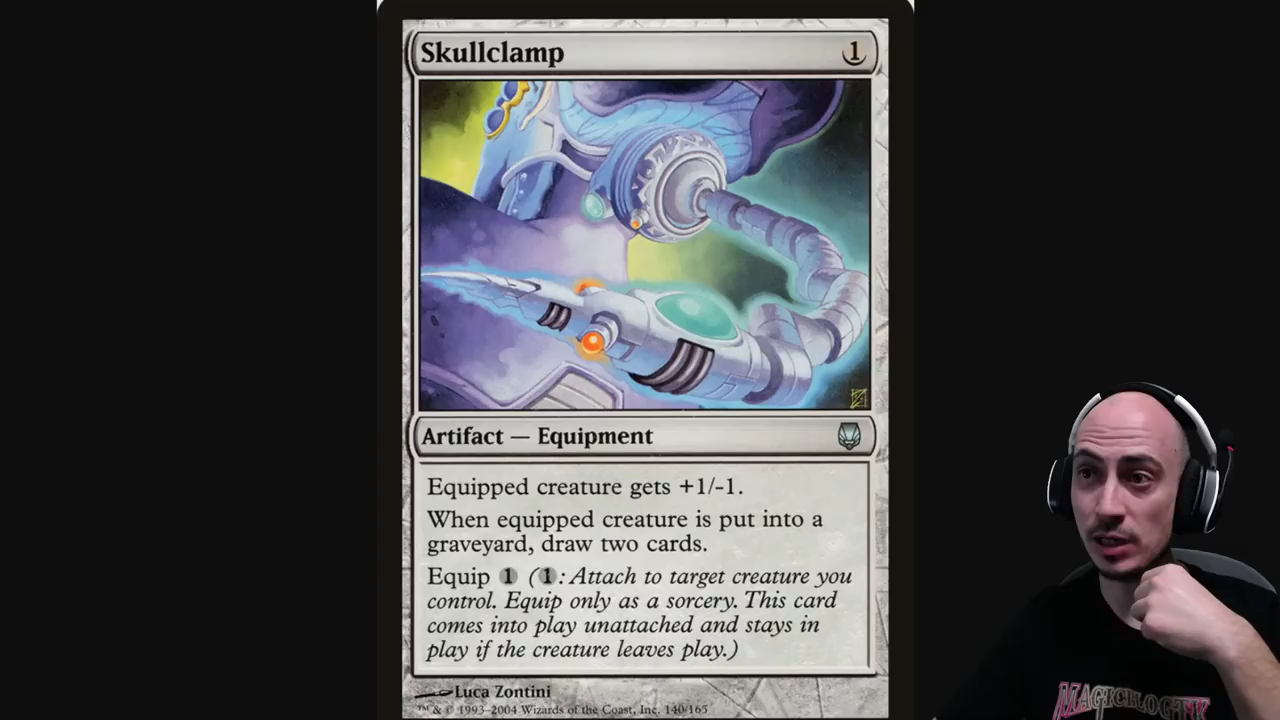 Skullclamp 1
Artifact — Equipment
Equipped creature gets +1/-1.
When equipped creature is put into a
graveyard, draw two cards.
Equip 1 (1: Attach to target creature you
control. Equip only as a sorcery. This card
comes into play unattached and stays in
play if the creature leaves play.)
Luca Zontini
™ & © 1993–2004 Wizards of the Coast, Inc. 140/165